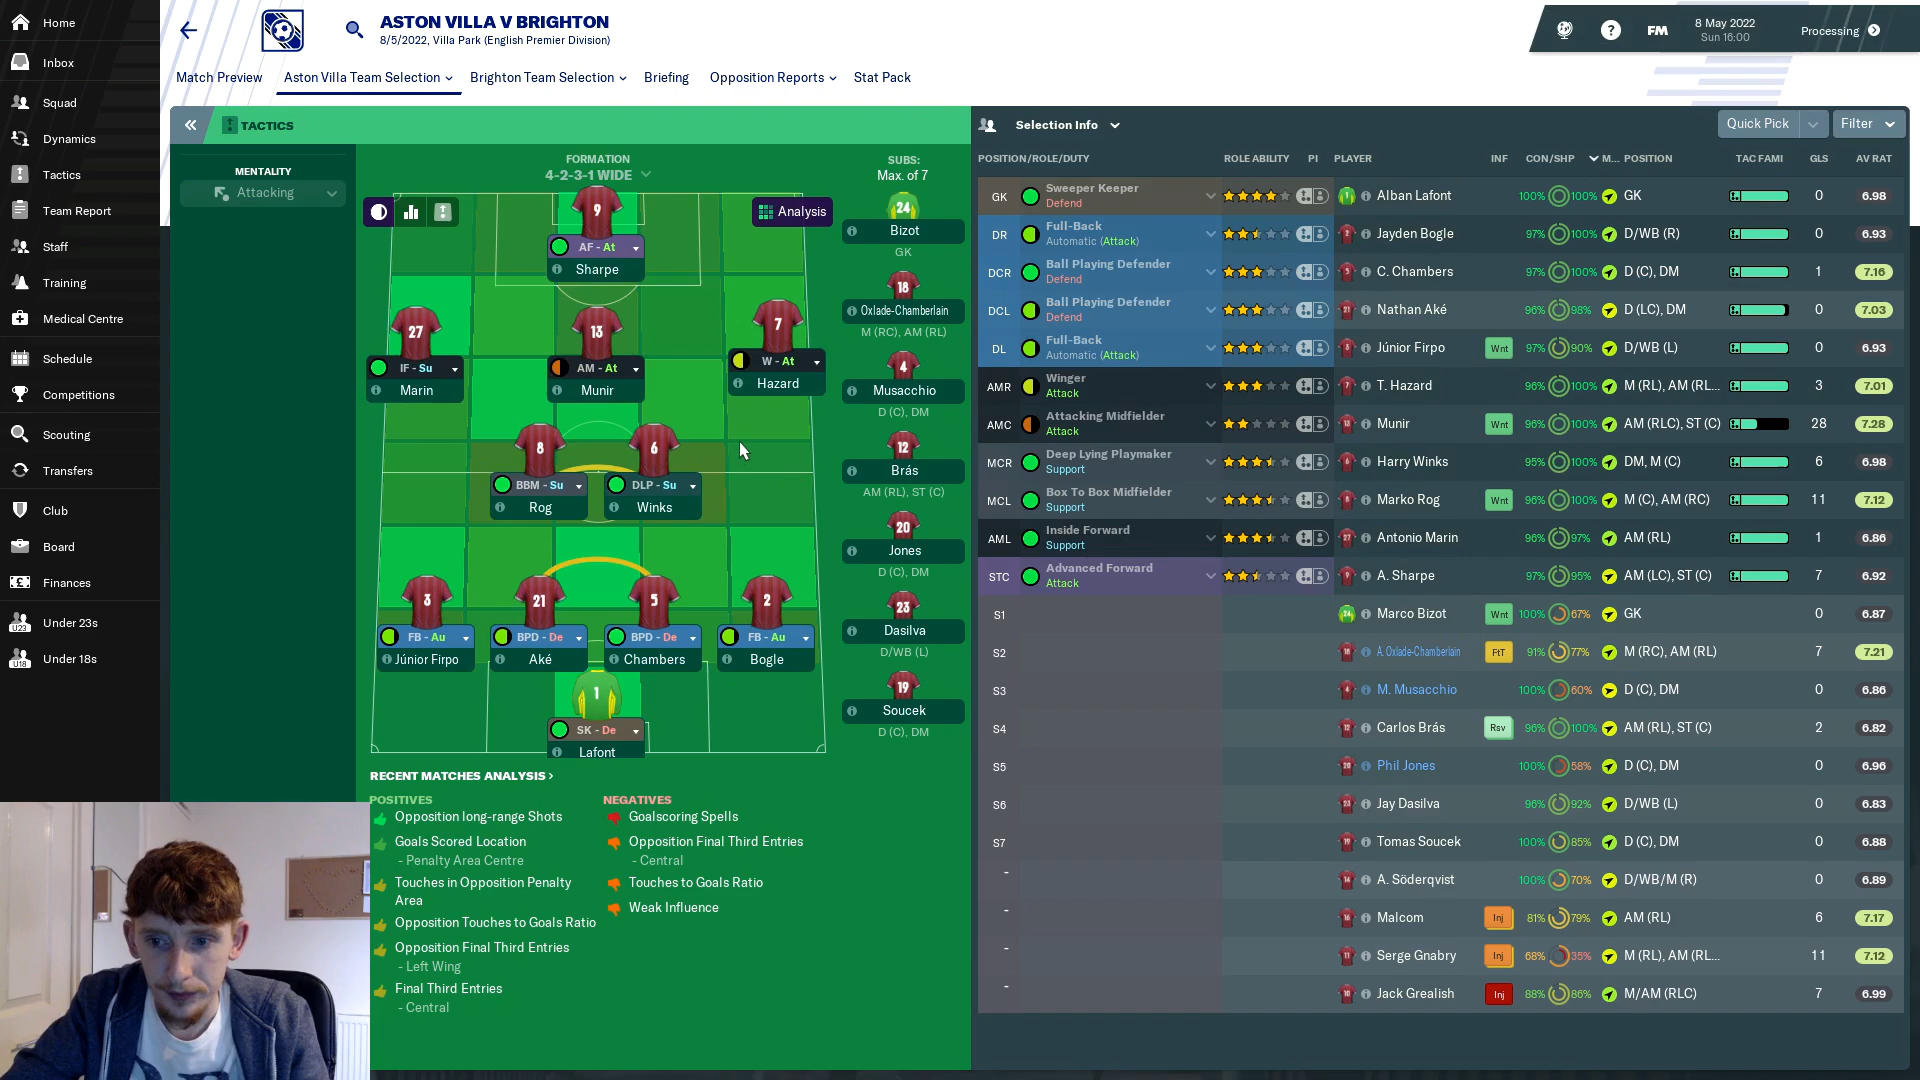 Home
Inbox
Squad
Dynamics
Tactics
Team Report
Staff
Training
Medical Centre
Schedule
Competitions
Scouting
Transfers
Club
Board
Finances
Under 23s
Under 18s
ASTON VILLA V BRIGHTON
8/5/2022, Villa Park (English Premier Division)
FM
8 May 2022
Sun 16:00
Processing
Match Preview
Aston Villa Team Selection
Brighton Team Selection
Briefing
Opposition Reports
Stat Pack
TACTICS
MENTALITY
Attacking
FORMATION
4-2-3-1 WIDE
Analysis
9
AF - At
Sharpe
27
IF - Su
Marin
13
AM - At
Munir
7
W - At
Hazard
8
BBM - Su
Rog
6
DLP - Su
Winks
3
FB - Au
Júnior Firpo
21
BPD - De
Aké
5
BPD - De
Chambers
2
FB - Au
Bogle
1
SK - De
Lafont
SUBS:
Max. of 7
24
Bizot
GK
18
Oxlade-Chamberlain
M (RC), AM (RL)
4
Musacchio
D (C), DM
12
Brás
AM (RL), ST (C)
20
Jones
D (C), DM
23
Dasilva
D/WB (L)
19
Soucek
D (C), DM
RECENT MATCHES ANALYSIS >
POSITIVES
Opposition long-range Shots
Goals Scored Location
- Penalty Area Centre
Touches in Opposition Penalty
Area
Opposition Touches to Goals Ratio
Opposition Final Third Entries
- Left Wing
Final Third Entries
- Central
NEGATIVES
Goalscoring Spells
Opposition Final Third Entries
- Central
Touches to Goals Ratio
Weak Influence
Selection Info
Quick Pick
Filter
POSITION/ROLE/DUTY ROLE ABILITY PI PLAYER INF CON/SHP M... POSITION TAC FAMI GLS AV RAT
GK Sweeper Keeper Defend Alban Lafont 100% 100% GK 0 6.98
DR Full-Back Automatic (Attack) Jayden Bogle 97% 100% D/WB (R) 0 6.93
DCR Ball Playing Defender Defend C. Chambers 97% 100% D (C), DM 1 7.16
DCL Ball Playing Defender Defend Nathan Aké 96% 98% D (LC), DM 0 7.03
DL Full-Back Automatic (Attack) Júnior Firpo Wnt 97% 90% D/WB (L) 0 6.93
AMR Winger Attack T. Hazard 96% 100% M (RL), AM (RL... 3 7.01
AMC Attacking Midfielder Attack Munir Wnt 96% 100% AM (RLC), ST (C) 28 7.28
MCR Deep Lying Playmaker Support Harry Winks 95% 100% DM, M (C) 6 6.98
MCL Box To Box Midfielder Support Marko Rog Wnt 96% 100% M (C), AM (RC) 11 7.12
AML Inside Forward Support Antonio Marin 96% 97% AM (RL) 1 6.86
STC Advanced Forward Attack A. Sharpe 97% 95% AM (LC), ST (C) 7 6.92
S1 Marco Bizot Wnt 100% 67% GK 0 6.87
S2 A. Oxlade-Chamberlain FtT 91% 77% M (RC), AM (RL) 7 7.21
S3 M. Musacchio 100% 60% D (C), DM 0 6.86
S4 Carlos Brás Rsv 96% 100% AM (RL), ST (C) 2 6.82
S5 Phil Jones 100% 58% D (C), DM 0 6.96
S6 Jay Dasilva 96% 92% D/WB (L) 0 6.83
S7 Tomas Soucek 100% 85% D (C), DM 0 6.88
- A. Söderqvist 100% 70% D/WB/M (R) 0 6.89
- Malcom Inj 81% 79% AM (RL) 6 7.17
- Serge Gnabry Inj 68% 35% M (RL), AM (RL... 11 7.12
- Jack Grealish Inj 88% 86% M/AM (RLC) 7 6.99